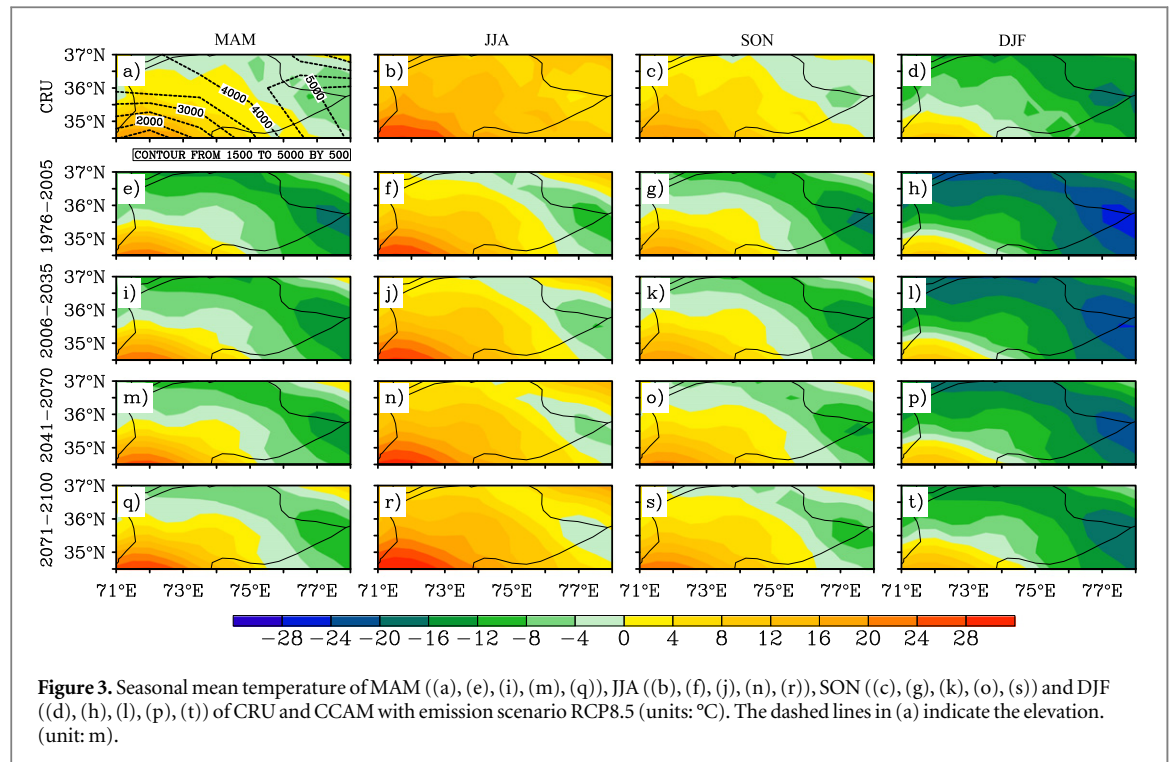 MAM JJA SON DJF
CRU
37°N
36°N
35°N
a) b) c) d)
2000 3000 4000 4000 5000
CONTOUR FROM 1500 TO 5000 BY 500
1976−2005
37°N
36°N
35°N
e) f) g) h)
2006−2035
37°N
36°N
35°N
i) j) k) l)
2041−2070
37°N
36°N
35°N
m) n) o) p)
2071−2100
37°N
36°N
35°N
q) r) s) t)
71°E 73°E 75°E 77°E 71°E 73°E 75°E 77°E 71°E 73°E 75°E 77°E 71°E 73°E 75°E 77°E
−28 −24 −20 −16 −12 −8 −4 0 4 8 12 16 20 24 28
Figure 3. Seasonal mean temperature of MAM ((a), (e), (i), (m), (q)), JJA ((b), (f), (j), (n), (r)), SON ((c), (g), (k), (o), (s)) and DJF
((d), (h), (l), (p), (t)) of CRU and CCAM with emission scenario RCP8.5 (units: °C). The dashed lines in (a) indicate the elevation.
(unit: m).